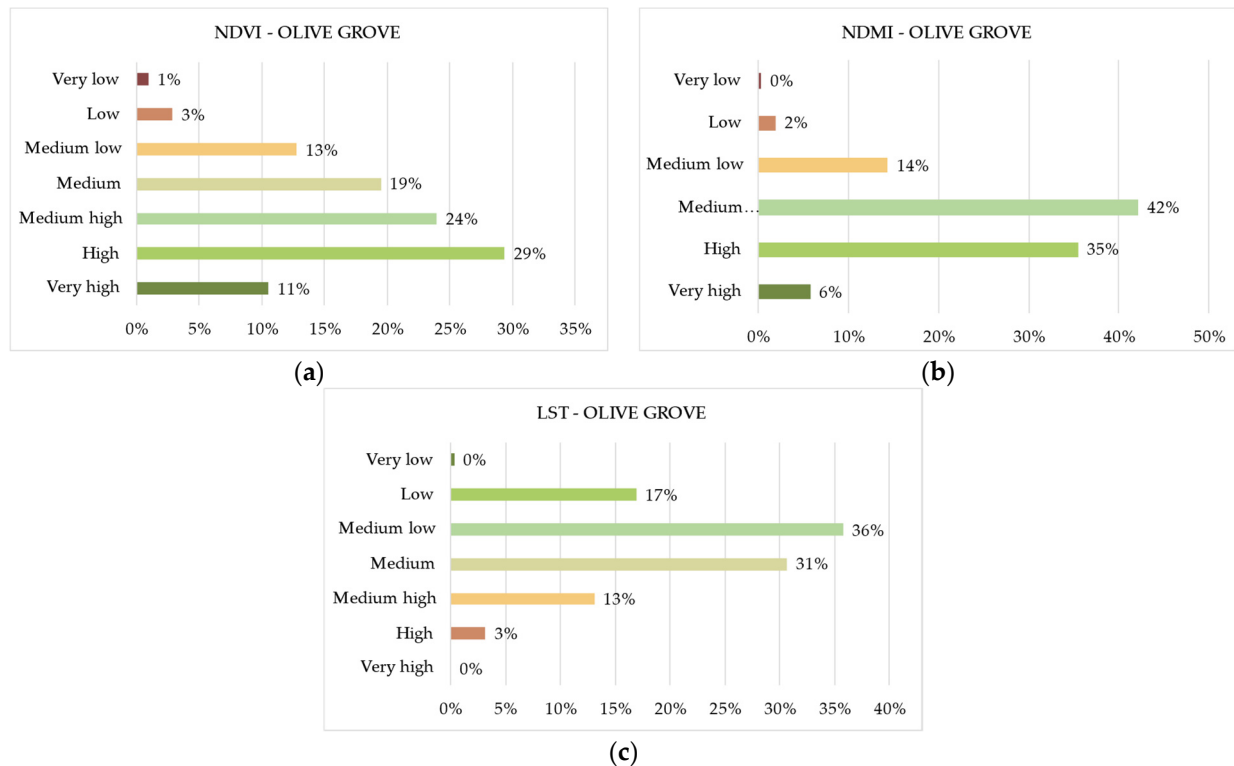 NDVI - OLIVE GROVE
Very low 1%
Low 3%
Medium low 13%
Medium 19%
Medium high 24%
High 29%
Very high 11%
0% 5% 10% 15% 20% 25% 30% 35%
(a)
NDMI - OLIVE GROVE
Very low 0%
Low 2%
Medium low 14%
Medium... 42%
High 35%
Very high 6%
0% 10% 20% 30% 40% 50%
(b)
LST - OLIVE GROVE
Very low 0%
Low 17%
Medium low 36%
Medium 31%
Medium high 13%
High 3%
Very high 0%
0% 5% 10% 15% 20% 25% 30% 35% 40%
(c)